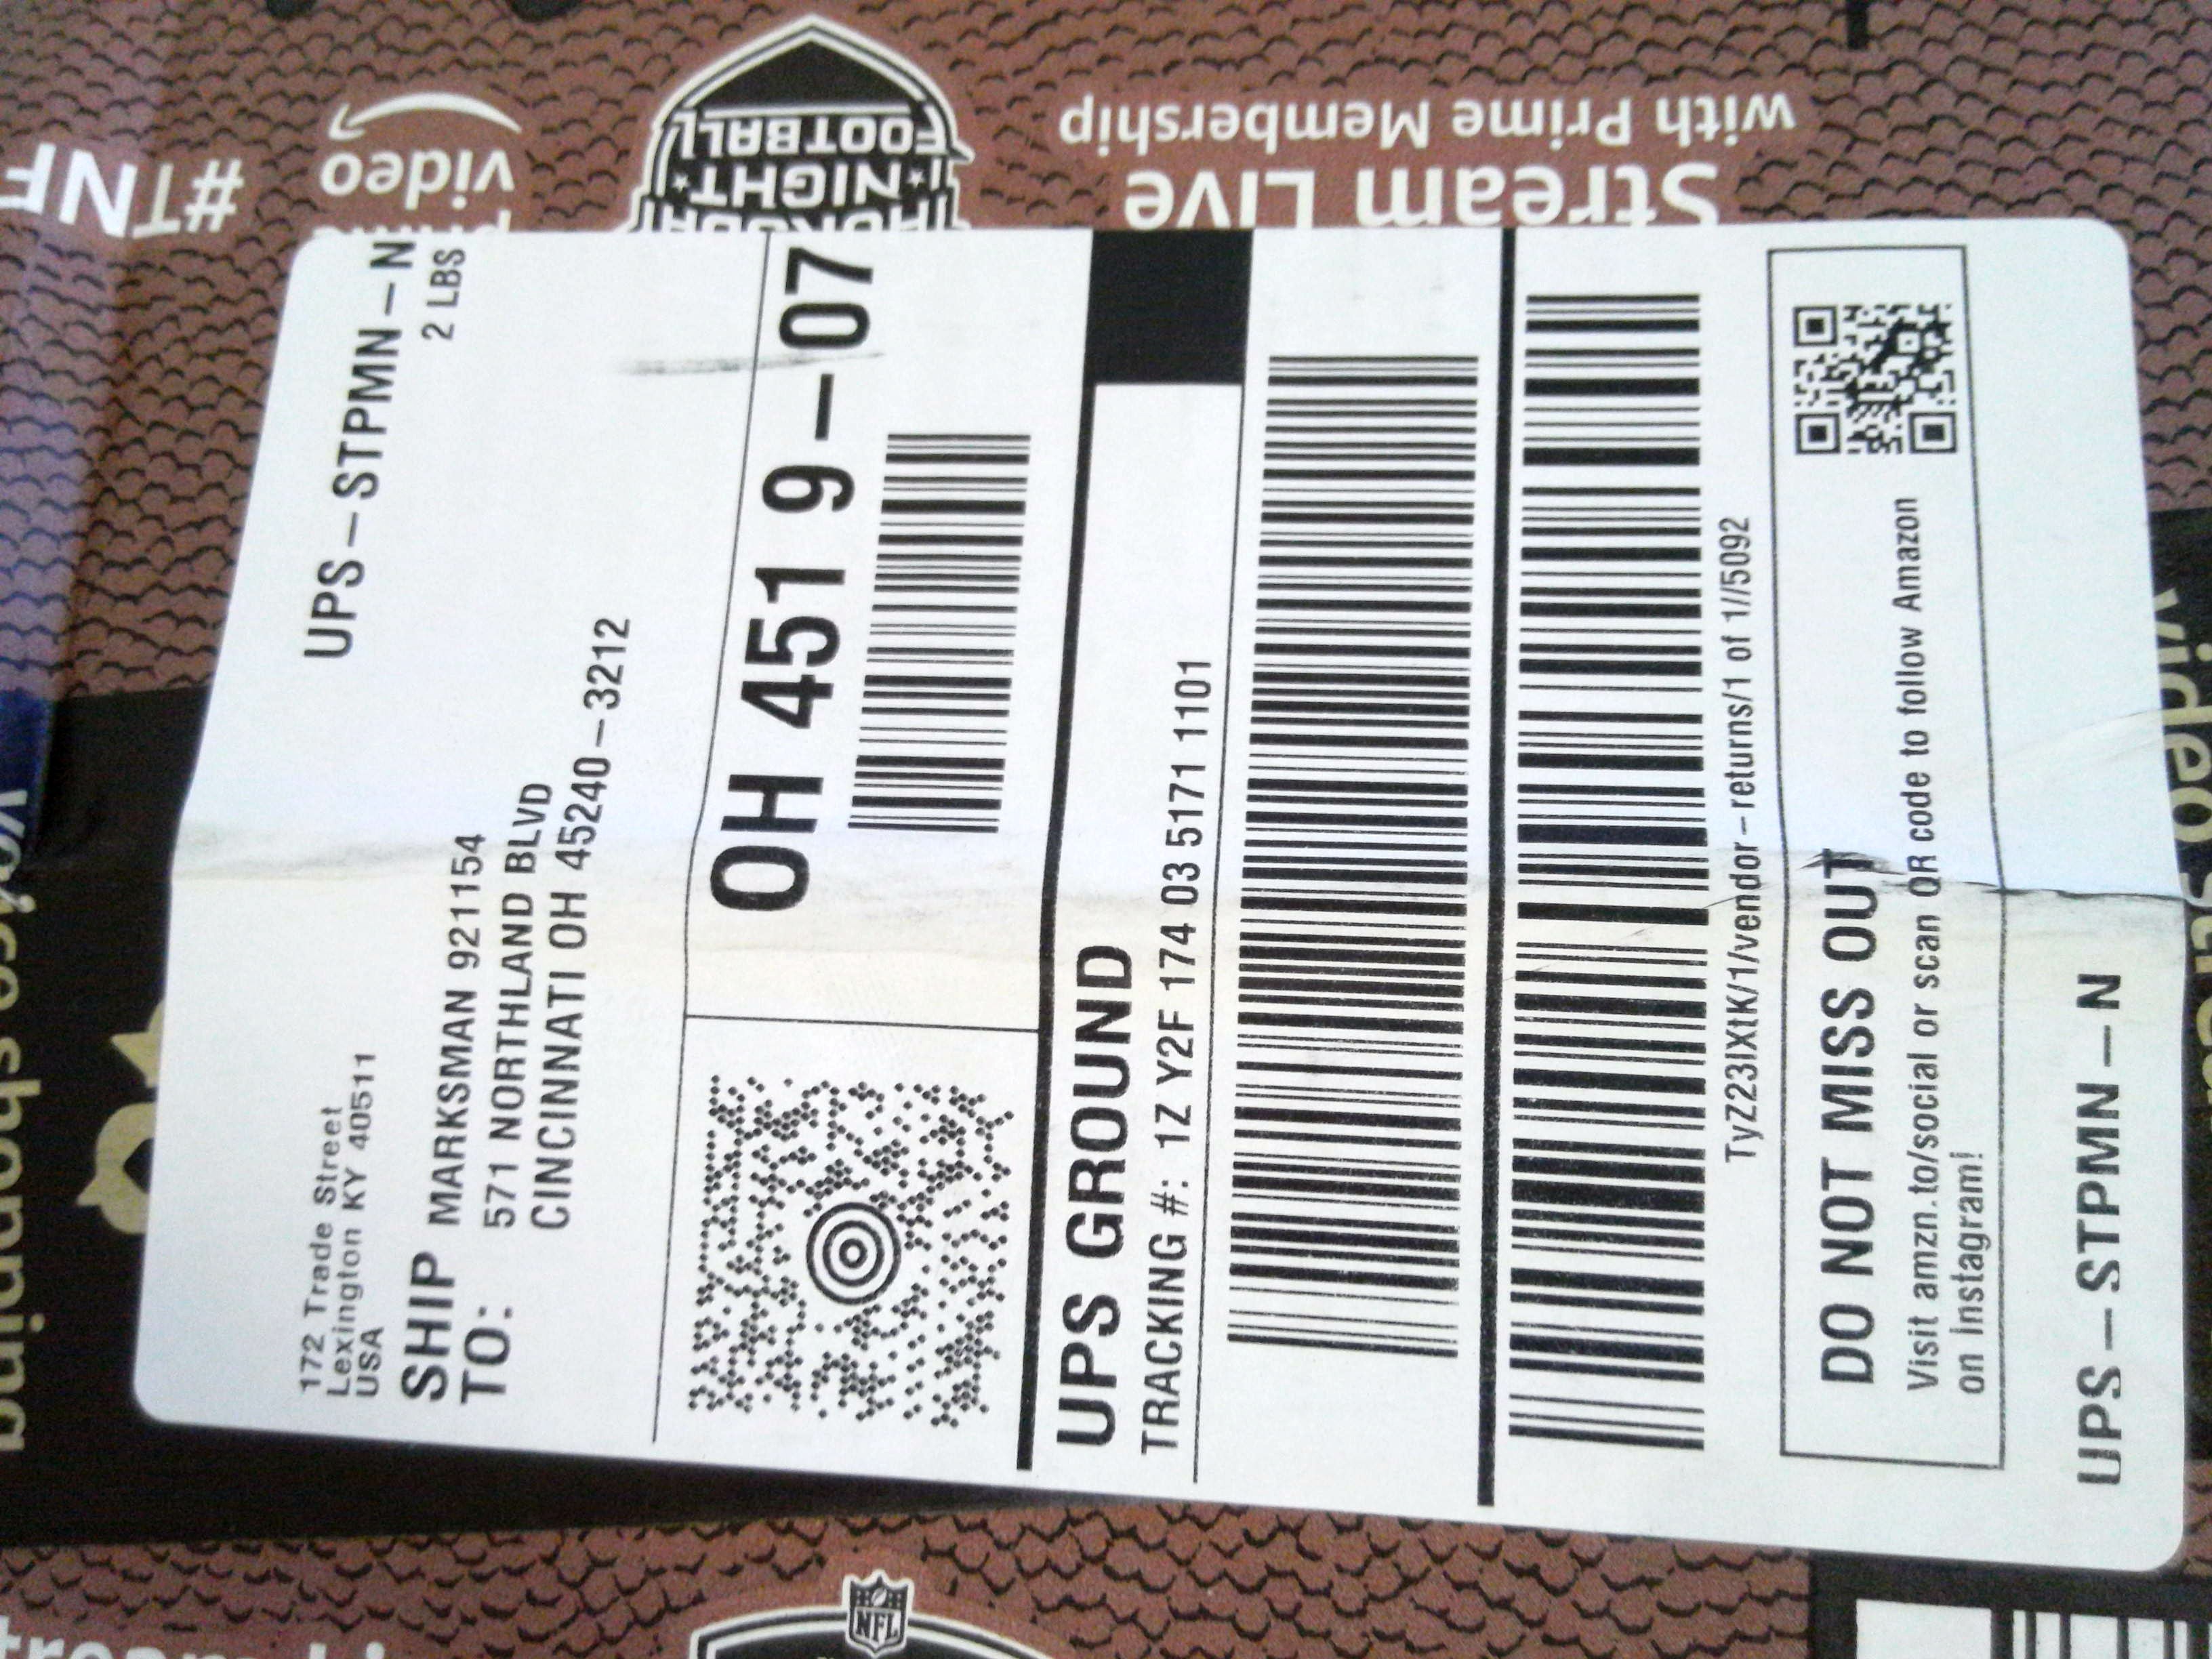 UPS-STPMN-N
2 LBS
172 Trade Street
Lexington KY 40511
USA
SHIP
TO:
MARKSMAN 921154
571 NORTHLAND BLVD
CINCINNATI OH 45240-3212
OH 451 9-07
UPS GROUND
TRACKING #: 1Z Y2F 174 03 5171 1101
TyZ23IXtK/1/vendor-returns/1 of 1//5092
DO NOT MISS OUT
Visit amzn.to/social or scan QR code to follow Amazon
on Instagram!
UPS-STPMN-N
Stream Live
with Prime Membership
NIGHT
FOOTBALL
video
#TNF
NFL
video